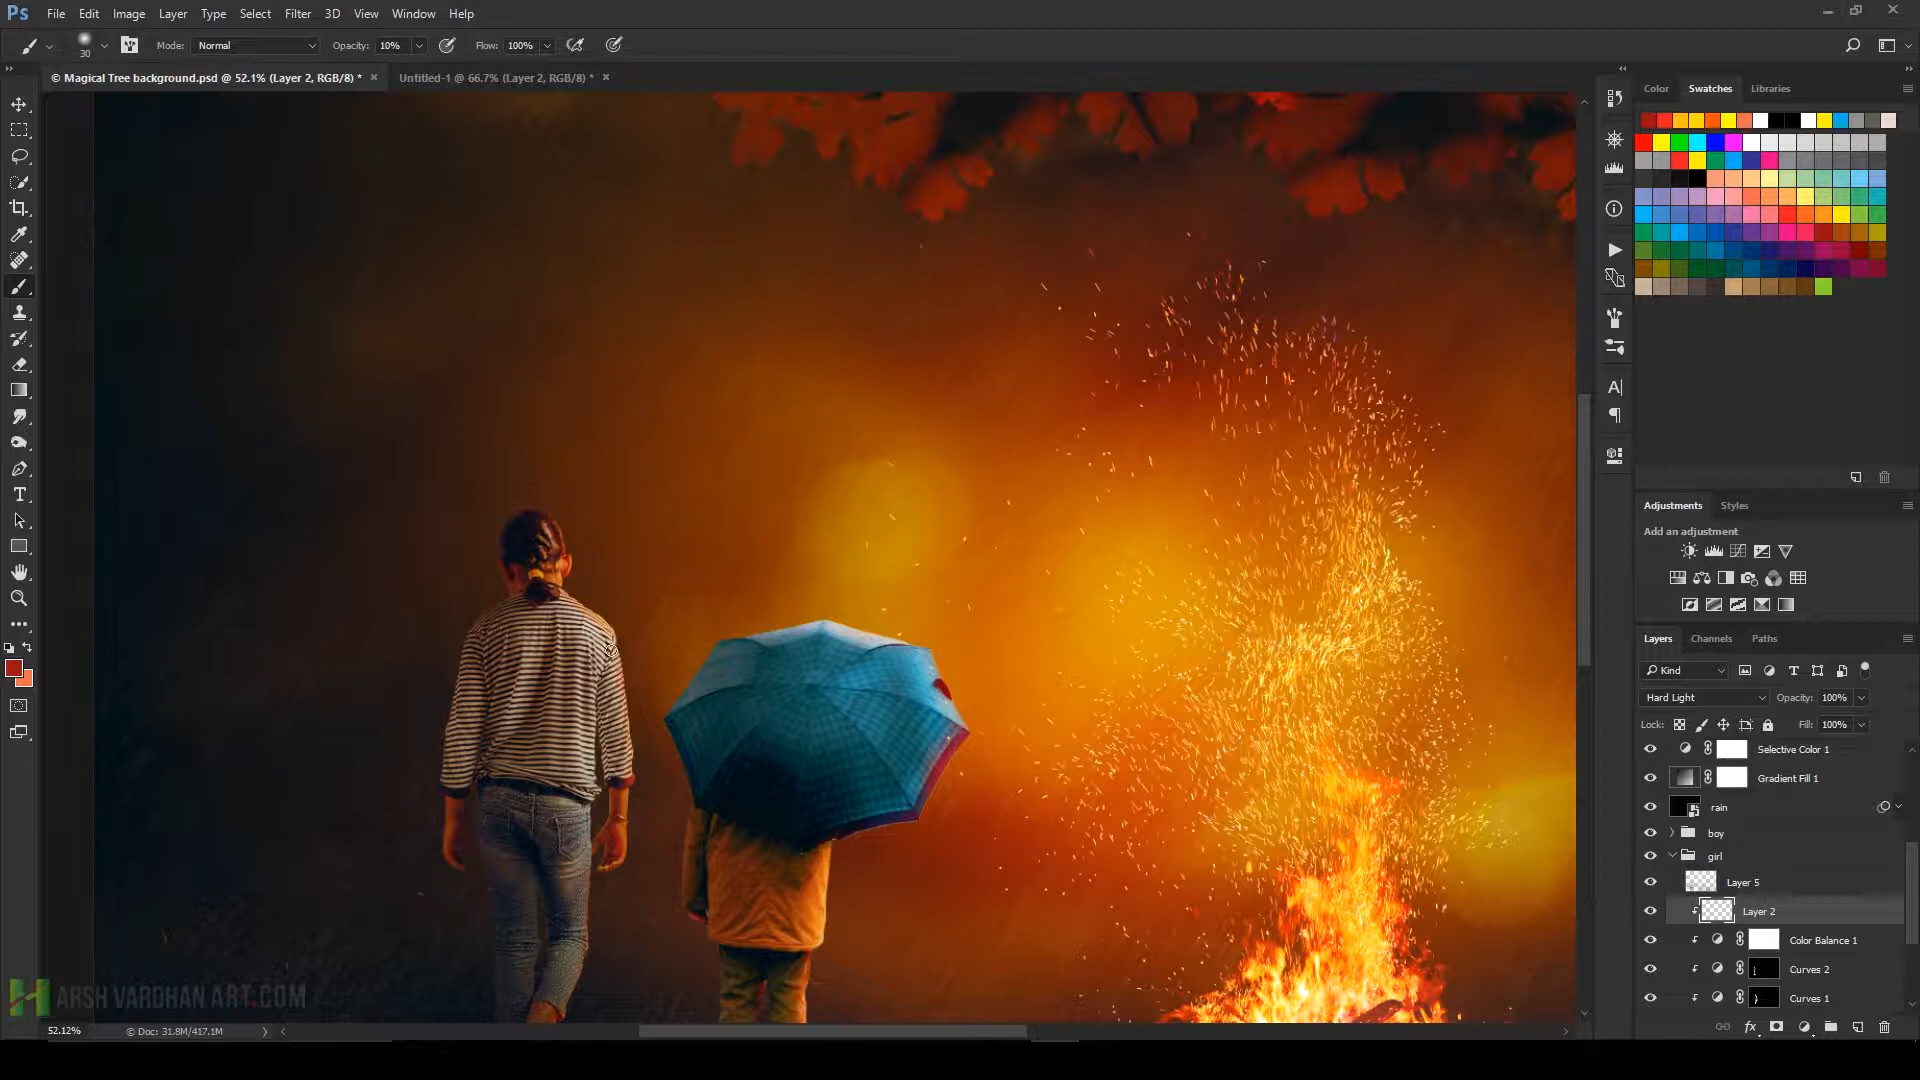 Ps File Edit Image Layer Type Select Filter 3D View Window Help
30 Mode: Normal Opacity: 10% Flow: 100%
© Magical Tree background.psd @ 52.1% (Layer 2, RGB/8) * × Untitled-1 @ 66.7% (Layer 2, RGB/8) * ×
Color Swatches Libraries
Adjustments Styles
Add an adjustment
Layers Channels Paths
Kind
Hard Light Opacity: 100%
Lock: Fill: 100%
Selective Color 1
Gradient Fill 1
rain
boy
girl
Layer 5
Layer 2
Color Balance 1
Curves 2
Curves 1
ARSH VARDHAN ART.COM
52.12% © Doc: 31.8M/417.1M